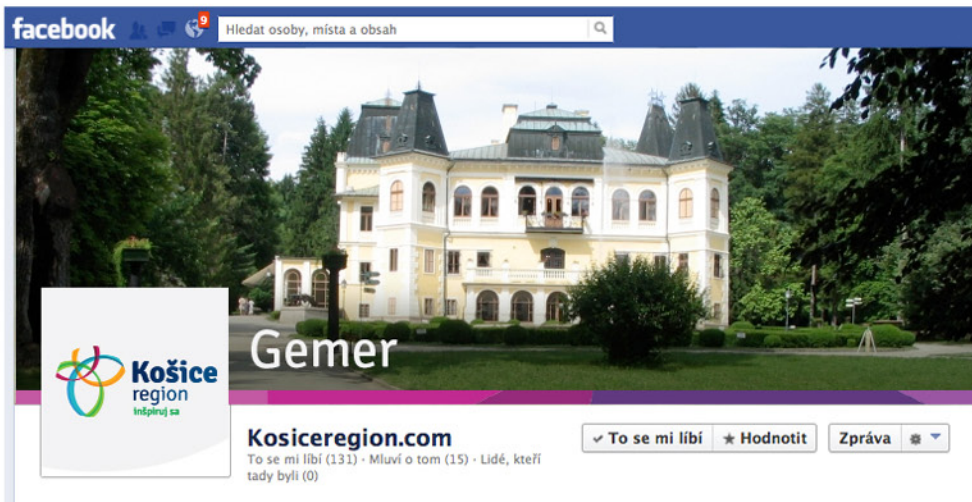 facebook
9
Hledat osoby, místa a obsah
Gemer
Košice
region
inšpiruj sa
Kosiceregion.com
To se mi líbí (131) · Mluví o tom (15) · Lidé, kteří
tady byli (0)
To se mi líbí
Hodnotit
Zpráva